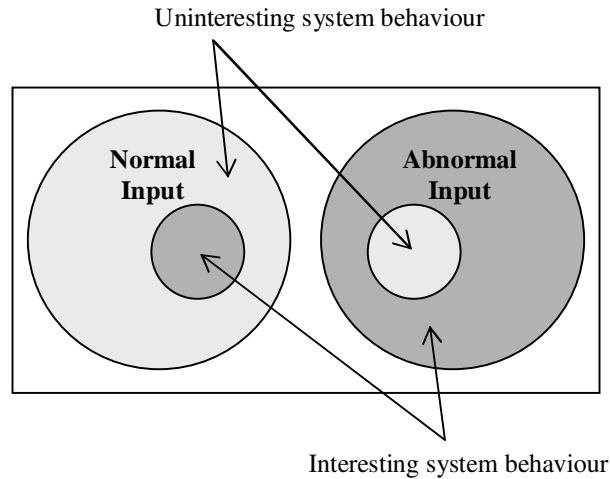 Uninteresting system behaviour
Normal
Input
Abnormal
Input
Interesting system behaviour